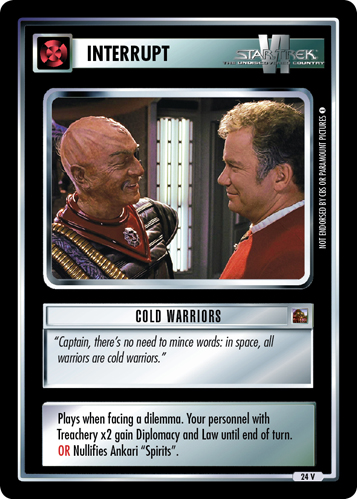 INTERRUPT
VI
STAR TREK
THE UNDISCOVERED COUNTRY
NOT ENDORSED BY CBS OR PARAMOUNT PICTURES
COLD WARRIORS
“Captain, there’s no need to mince words: in space, all
warriors are cold warriors.”
Plays when facing a dilemma. Your personnel with
Treachery x2 gain Diplomacy and Law until end of turn.
OR Nullifies Ankari “Spirits”.
24 V